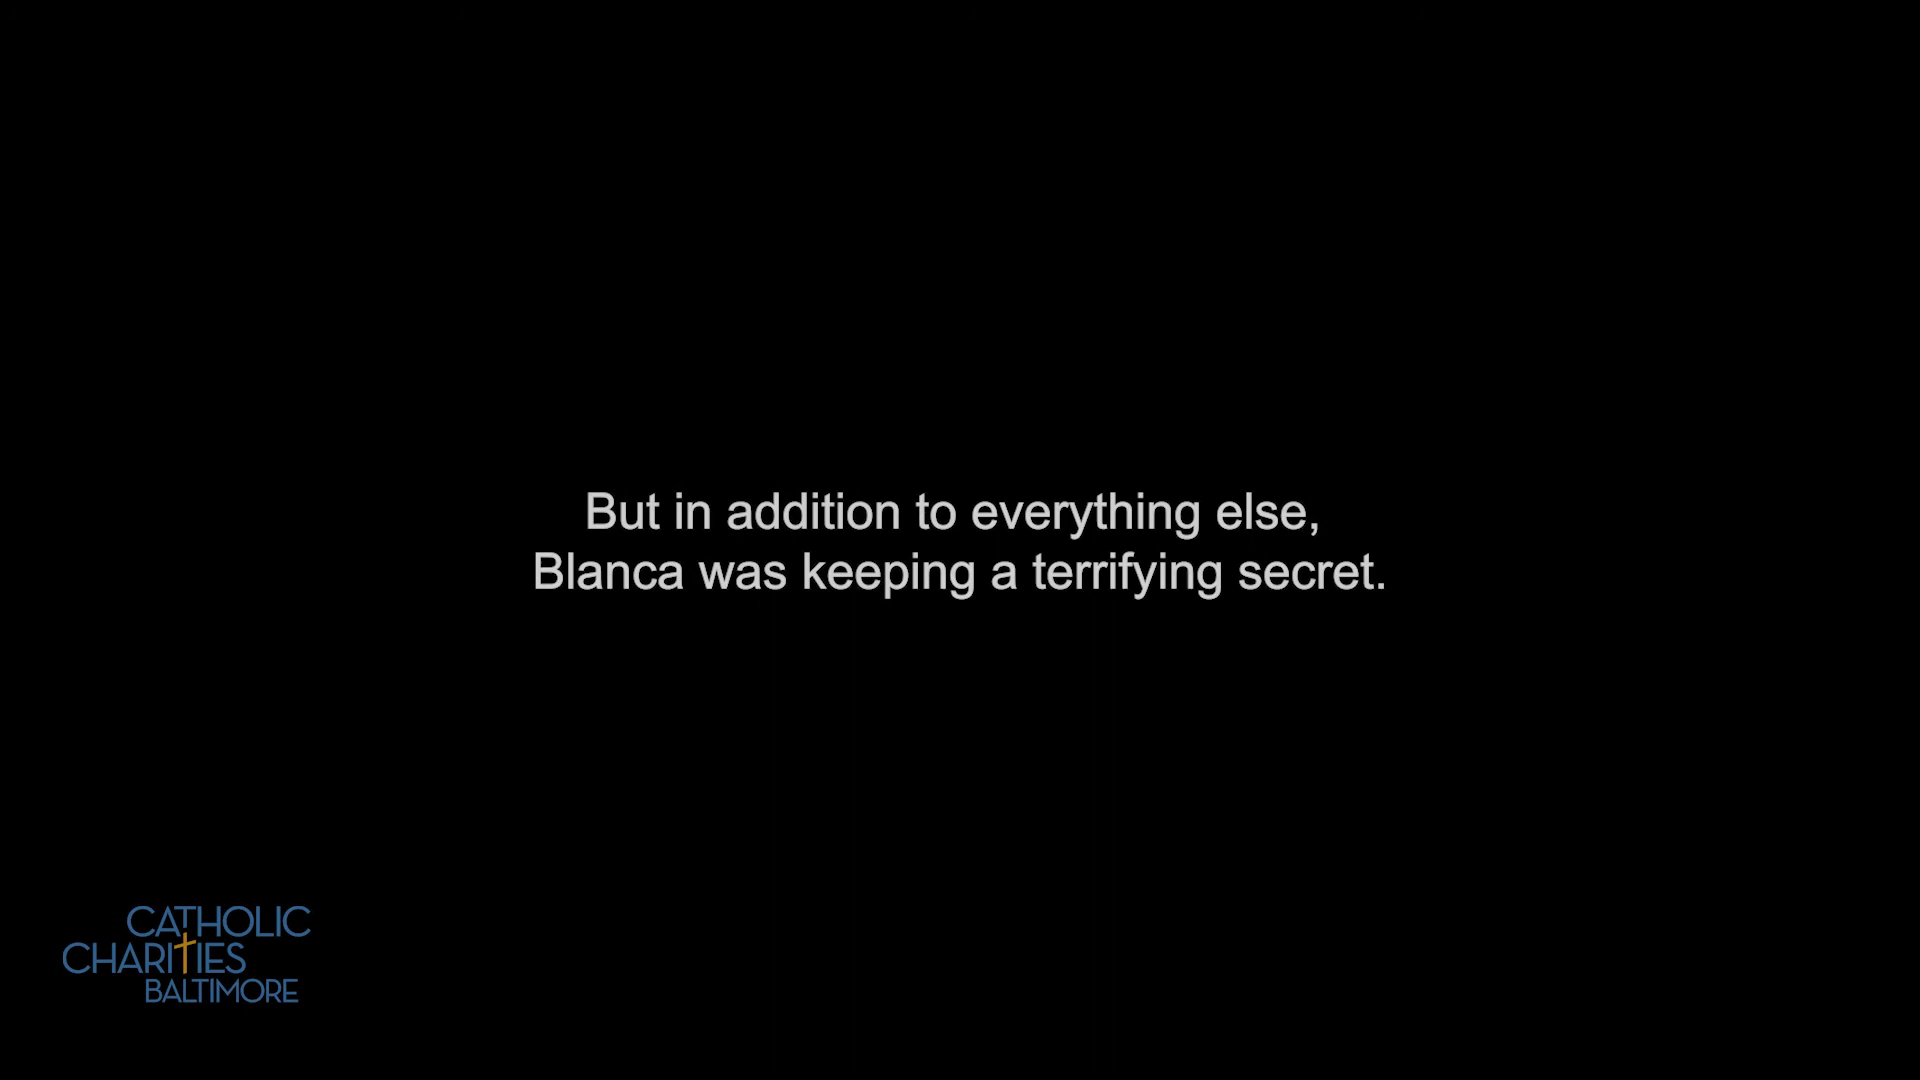 But in addition to everything else,
Blanca was keeping a terrifying secret.
CATHOLIC
CHARITIES
BALTIMORE